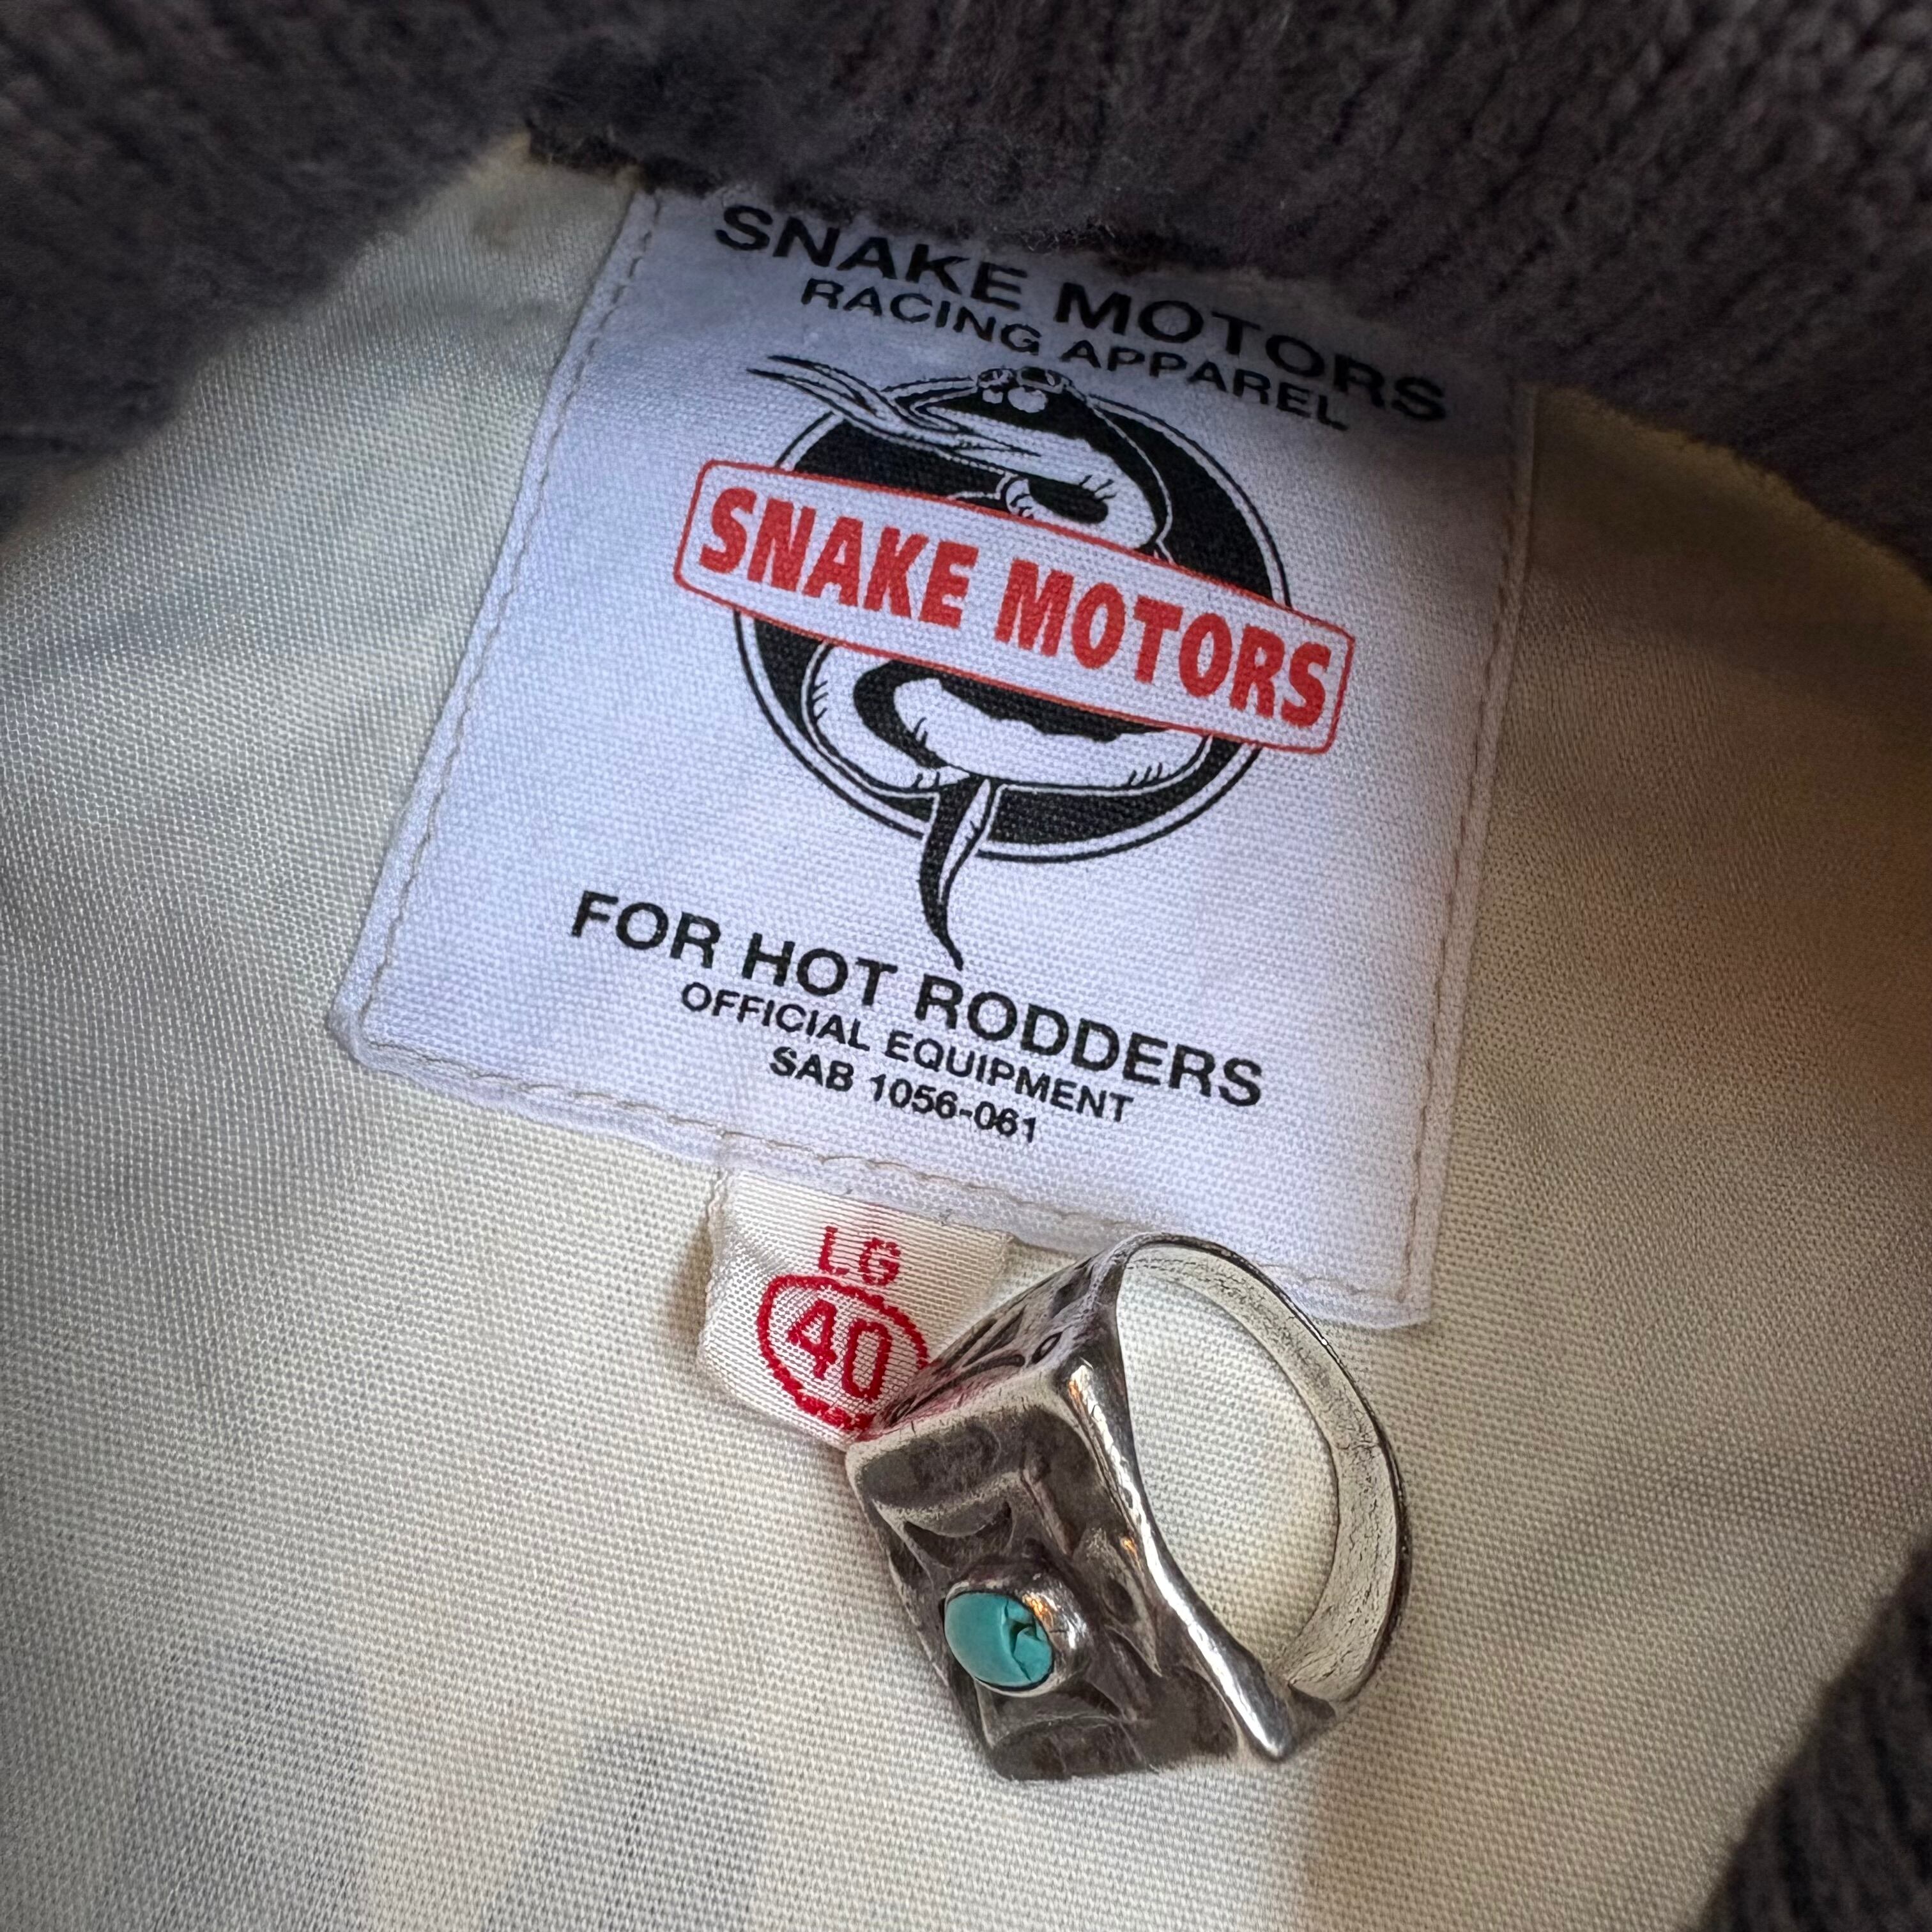 SNAKE MOTORS
RACING APPAREL
SNAKE MOTORS
FOR HOT RODDERS
OFFICIAL EQUIPMENT
SAB 1056-061
LG
40